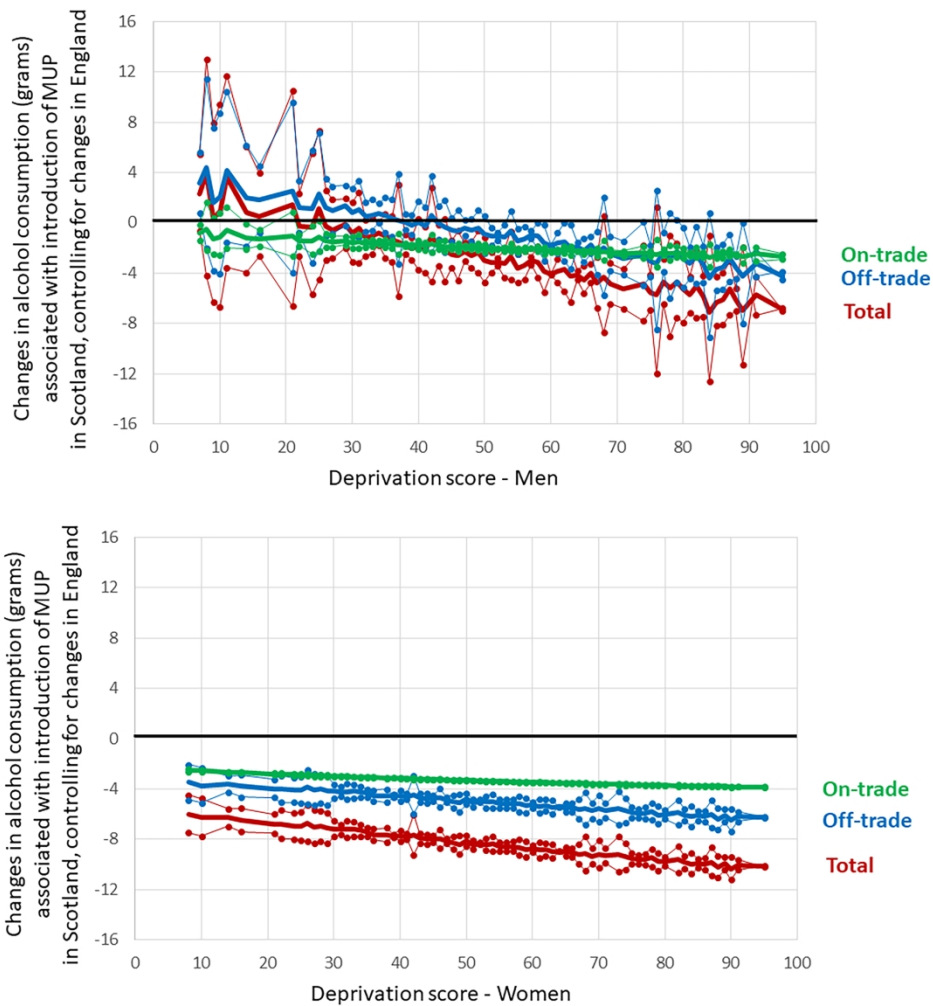 Changes in alcohol consumption (grams)
associated with introduction of MUP
in Scotland, controlling for changes in England
16
12
8
4
0
-4
-8
-12
-16
0 10 20 30 40 50 60 70 80 90 100
On-trade
Off-trade
Total
Deprivation score - Men
Changes in alcohol consumption (grams)
associated with introduction of MUP
in Scotland, controlling for changes in England
16
12
8
4
0
-4
-8
-12
-16
0 10 20 30 40 50 60 70 80 90 100
On-trade
Off-trade
Total
Deprivation score - Women